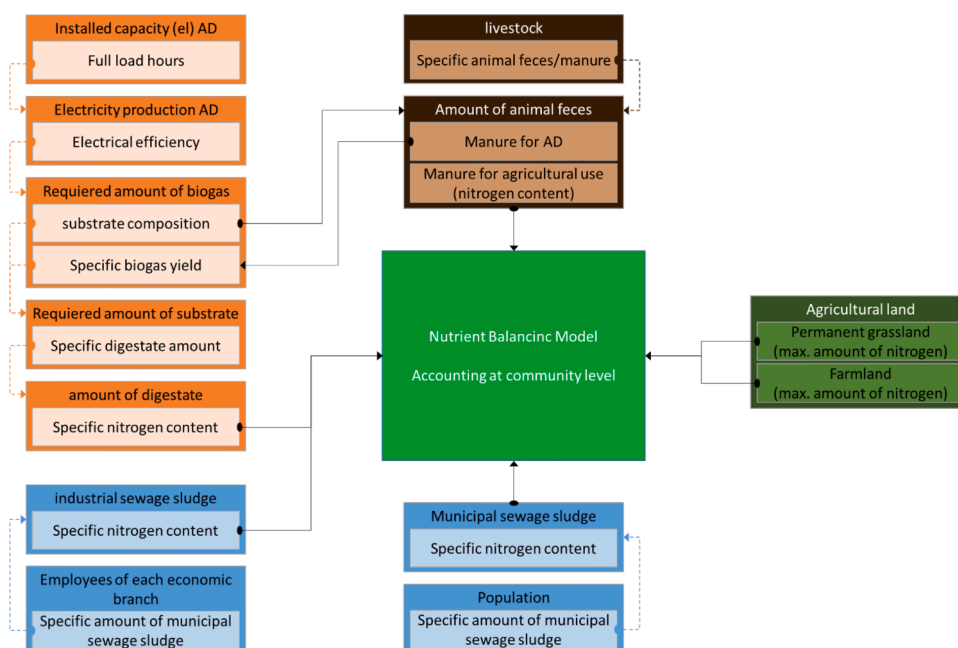 Installed capacity (el) AD
Full load hours
Electricity production AD
Electrical efficiency
Requiered amount of biogas
substrate composition
Specific biogas yield
Requiered amount of substrate
Specific digestate amount
amount of digestate
Specific nitrogen content
industrial sewage sludge
Specific nitrogen content
Employees of each economic
branch
Specific amount of municipal
sewage sludge
livestock
Specific animal feces/manure
Amount of animal feces
Manure for AD
Manure for agricultural use
(nitrogen content)
Nutrient Balancinc Model
Accounting at community level
Municipal sewage sludge
Specific nitrogen content
Population
Specific amount of municipal
sewage sludge
Agricultural land
Permanent grassland
(max. amount of nitrogen)
Farmland
(max. amount of nitrogen)